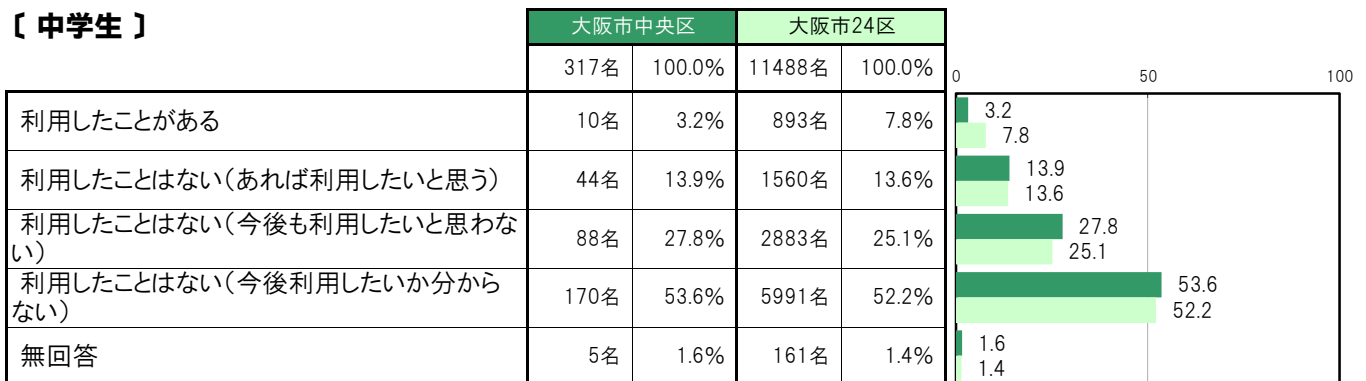 〔 中学生 〕
大阪市中央区 大阪市24区
317名 100.0% 11488名 100.0%
0 50 100
利用したことがある 10名 3.2% 893名 7.8%
3.2
7.8
利用したことはない（あれば利用したいと思う） 44名 13.9% 1560名 13.6%
13.9
13.6
利用したことはない（今後も利用したいと思わな
い） 88名 27.8% 2883名 25.1%
27.8
25.1
利用したことはない（今後利用したいか分から
ない） 170名 53.6% 5991名 52.2%
53.6
52.2
無回答 5名 1.6% 161名 1.4%
1.6
1.4